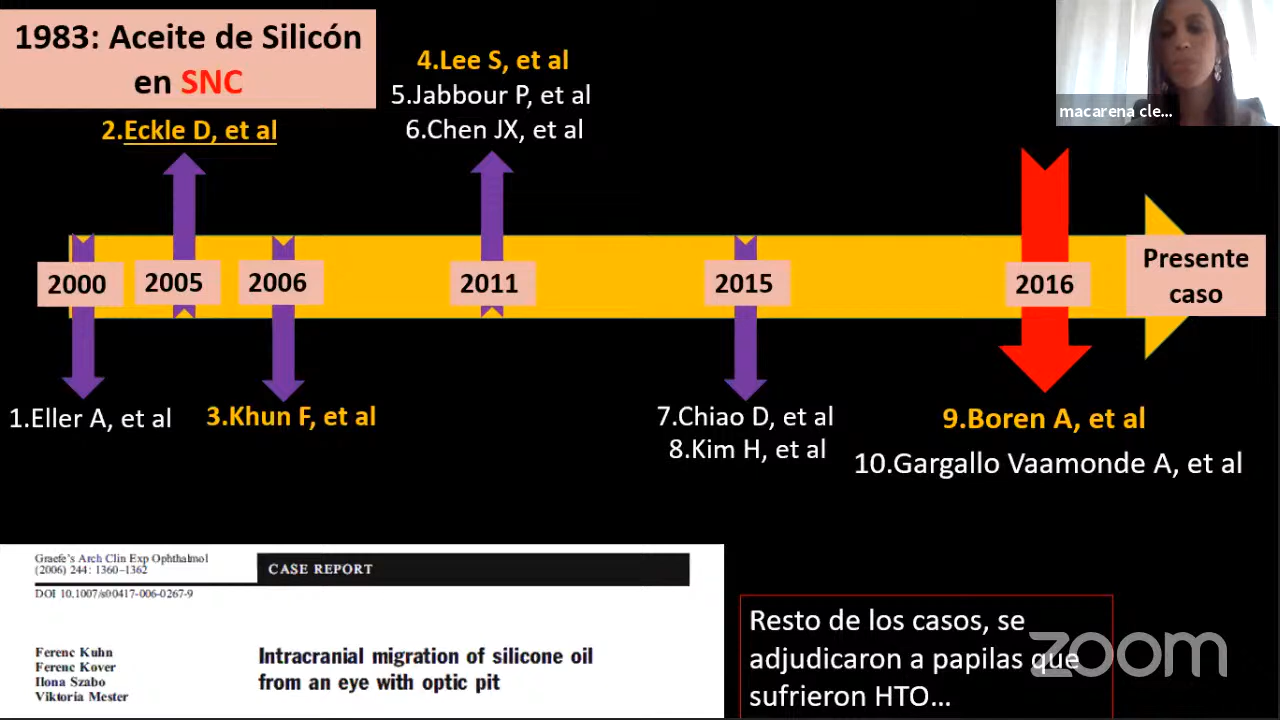 1983: Aceite de Silicón
en SNC
2.Eckle D, et al
4.Lee S, et al
5.Jabbour P, et al
6.Chen JX, et al
macarena cle...
2000
2005
2006
2011
2015
2016
Presente
caso
1.Eller A, et al
3.Khun F, et al
7.Chiao D, et al
8.Kim H, et al
9.Boren A, et al
10.Gargallo Vaamonde A, et al
Graefe's Arch Clin Exp Ophthalmol
(2006) 244: 1360–1362
DOI 10.1007/s00417-006-0267-9
CASE REPORT
Ferenc Kuhn
Ferenc Kover
Ilona Szabo
Viktoria Mester
Intracranial migration of silicone oil
from an eye with optic pit
Resto de los casos, se
adjudicaron a papilas que
sufrieron HTO...
zoom